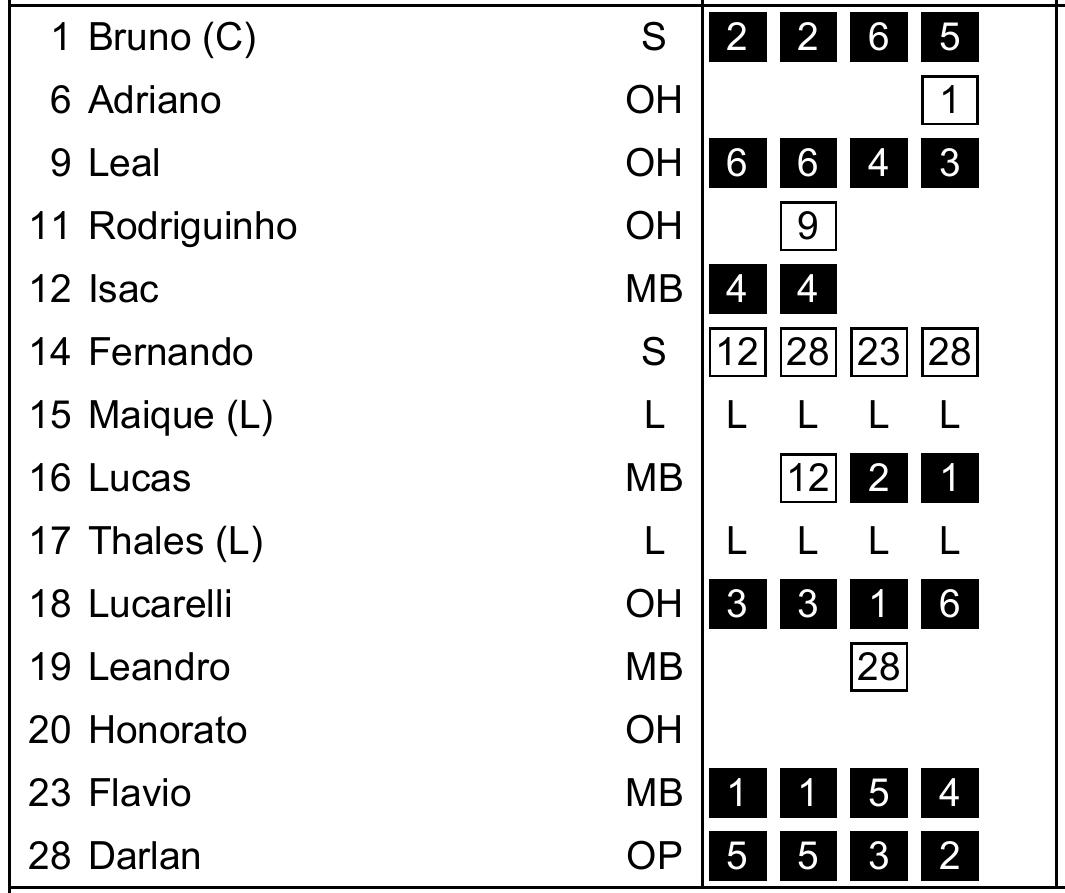 1 Bruno (C) S 2 2 6 5
6 Adriano OH 1
9 Leal OH 6 6 4 3
11 Rodriguinho OH 9
12 Isac MB 4 4
14 Fernando S 12 28 23 28
15 Maique (L) L L L L L
16 Lucas MB 12 2 1
17 Thales (L) L L L L L
18 Lucarelli OH 3 3 1 6
19 Leandro MB 28
20 Honorato OH
23 Flavio MB 1 1 5 4
28 Darlan OP 5 5 3 2